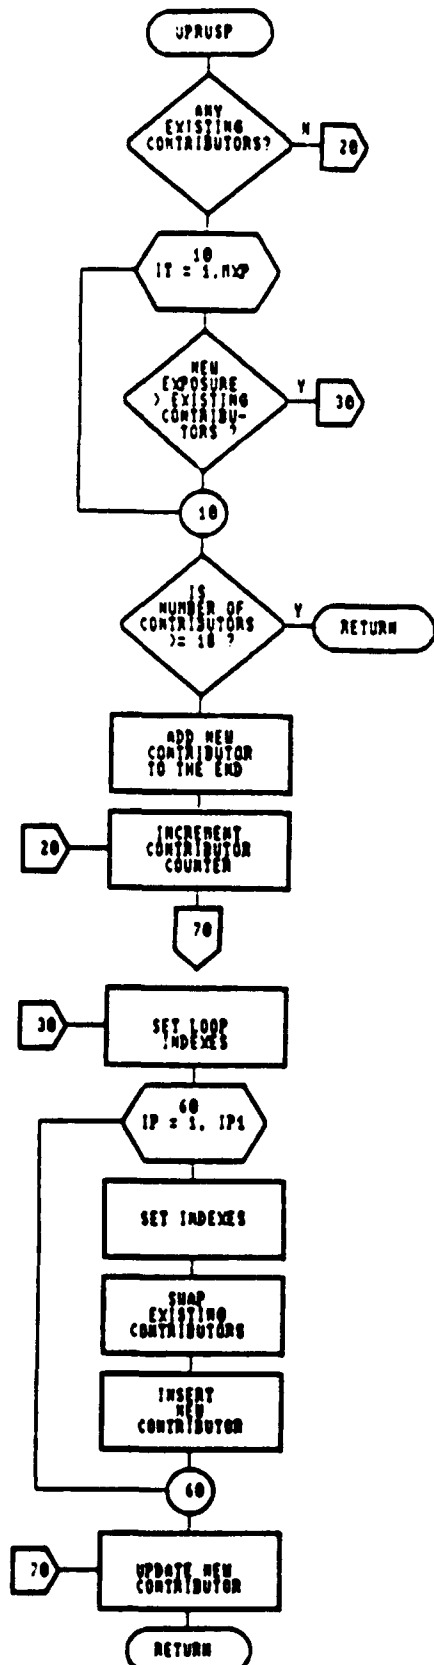 UPRUSP
ANY
EXISTING
CONTRIBUTORS?
N
20
10
IT = 1,MXP
NEW
EXPOSURE
> EXISTING
CONTRIBU-
TORS ?
Y
30
10
IS
NUMBER OF
CONTRIBUTORS
>= 10 ?
Y
RETURN
ADD NEW
CONTRIBUTOR
TO THE END
20
INCREMENT
CONTRIBUTOR
COUNTER
70
30
SET LOOP
INDEXES
60
IP = 1, IP1
SET INDEXES
SWAP
EXISTING
CONTRIBUTORS
INSERT
NEW
CONTRIBUTOR
60
70
UPDATE NEW
CONTRIBUTOR
RETURN